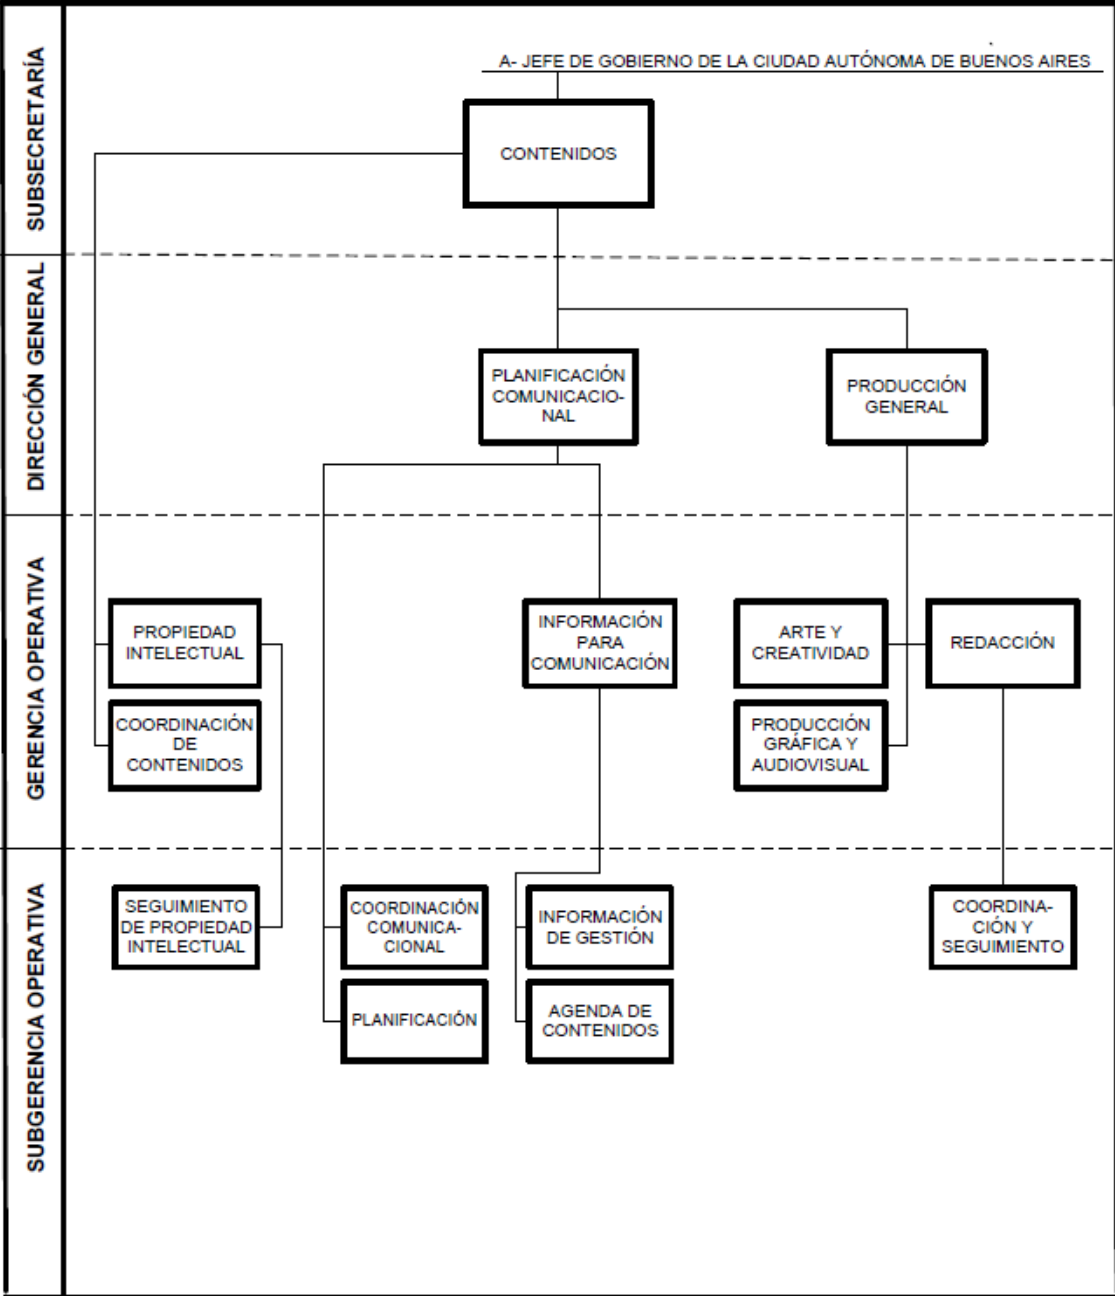 SUBSECRETARÍA
A- JEFE DE GOBIERNO DE LA CIUDAD AUTÓNOMA DE BUENOS AIRES
CONTENIDOS
DIRECCIÓN GENERAL
PLANIFICACIÓN
COMUNICACIO-
NAL
PRODUCCIÓN
GENERAL
GERENCIA OPERATIVA
PROPIEDAD
INTELECTUAL
INFORMACIÓN
PARA
COMUNICACIÓN
ARTE Y
CREATIVIDAD
REDACCIÓN
COORDINACIÓN
DE
CONTENIDOS
PRODUCCIÓN
GRÁFICA Y
AUDIOVISUAL
SUBGERENCIA OPERATIVA
SEGUIMIENTO
DE PROPIEDAD
INTELECTUAL
COORDINACIÓN
COMUNICA-
CIONAL
INFORMACIÓN
DE GESTIÓN
COORDINA-
CIÓN Y
SEGUIMIENTO
PLANIFICACIÓN
AGENDA DE
CONTENIDOS